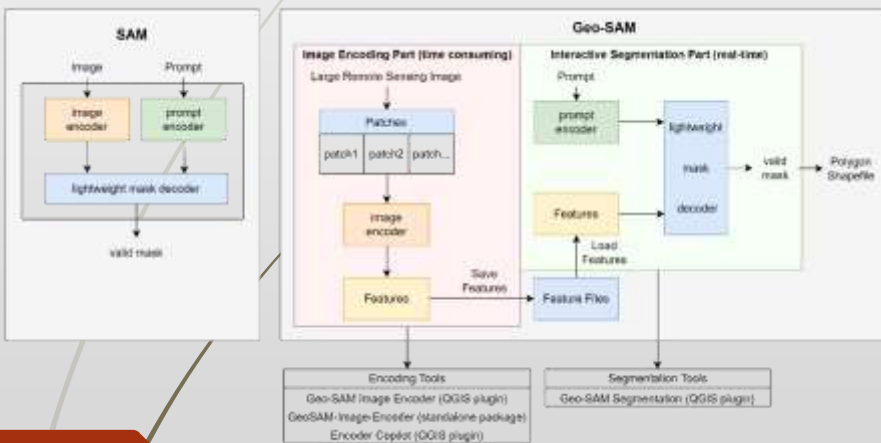 SAM
Image
Prompt
image
encoder
prompt
encoder
lightweight mask decoder
valid mask
Geo-SAM
Image Encoding Part (time consuming)
Large Remote Sensing Image
Patches
patch1
patch2
patch...
image
encoder
Features
Save
Features
Interactive Segmentation Part (real-time)
Prompt
prompt
encoder
lightweight
mask
decoder
valid
mask
Polygon
Shapefile
Features
Load
Features
Feature Files
Encoding Tools
Geo-SAM Image Encoder (QGIS plugin)
GeoSAM-Image-Encoder (standalone package)
Encoder Copilot (QGIS plugin)
Segmentation Tools
Geo-SAM Segmentation (QGIS plugin)